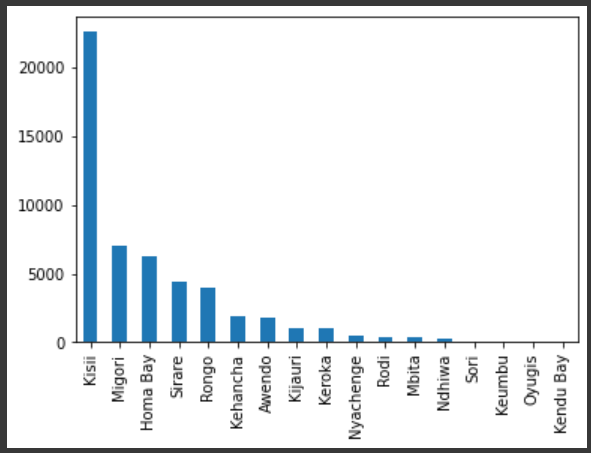 20000
15000
10000
5000
0
Kisii
Migori
Homa Bay
Sirare
Rongo
Kehancha
Awendo
Kijauri
Keroka
Nyachenge
Rodi
Mbita
Ndhiwa
Sori
Keumbu
Oyugis
Kendu Bay